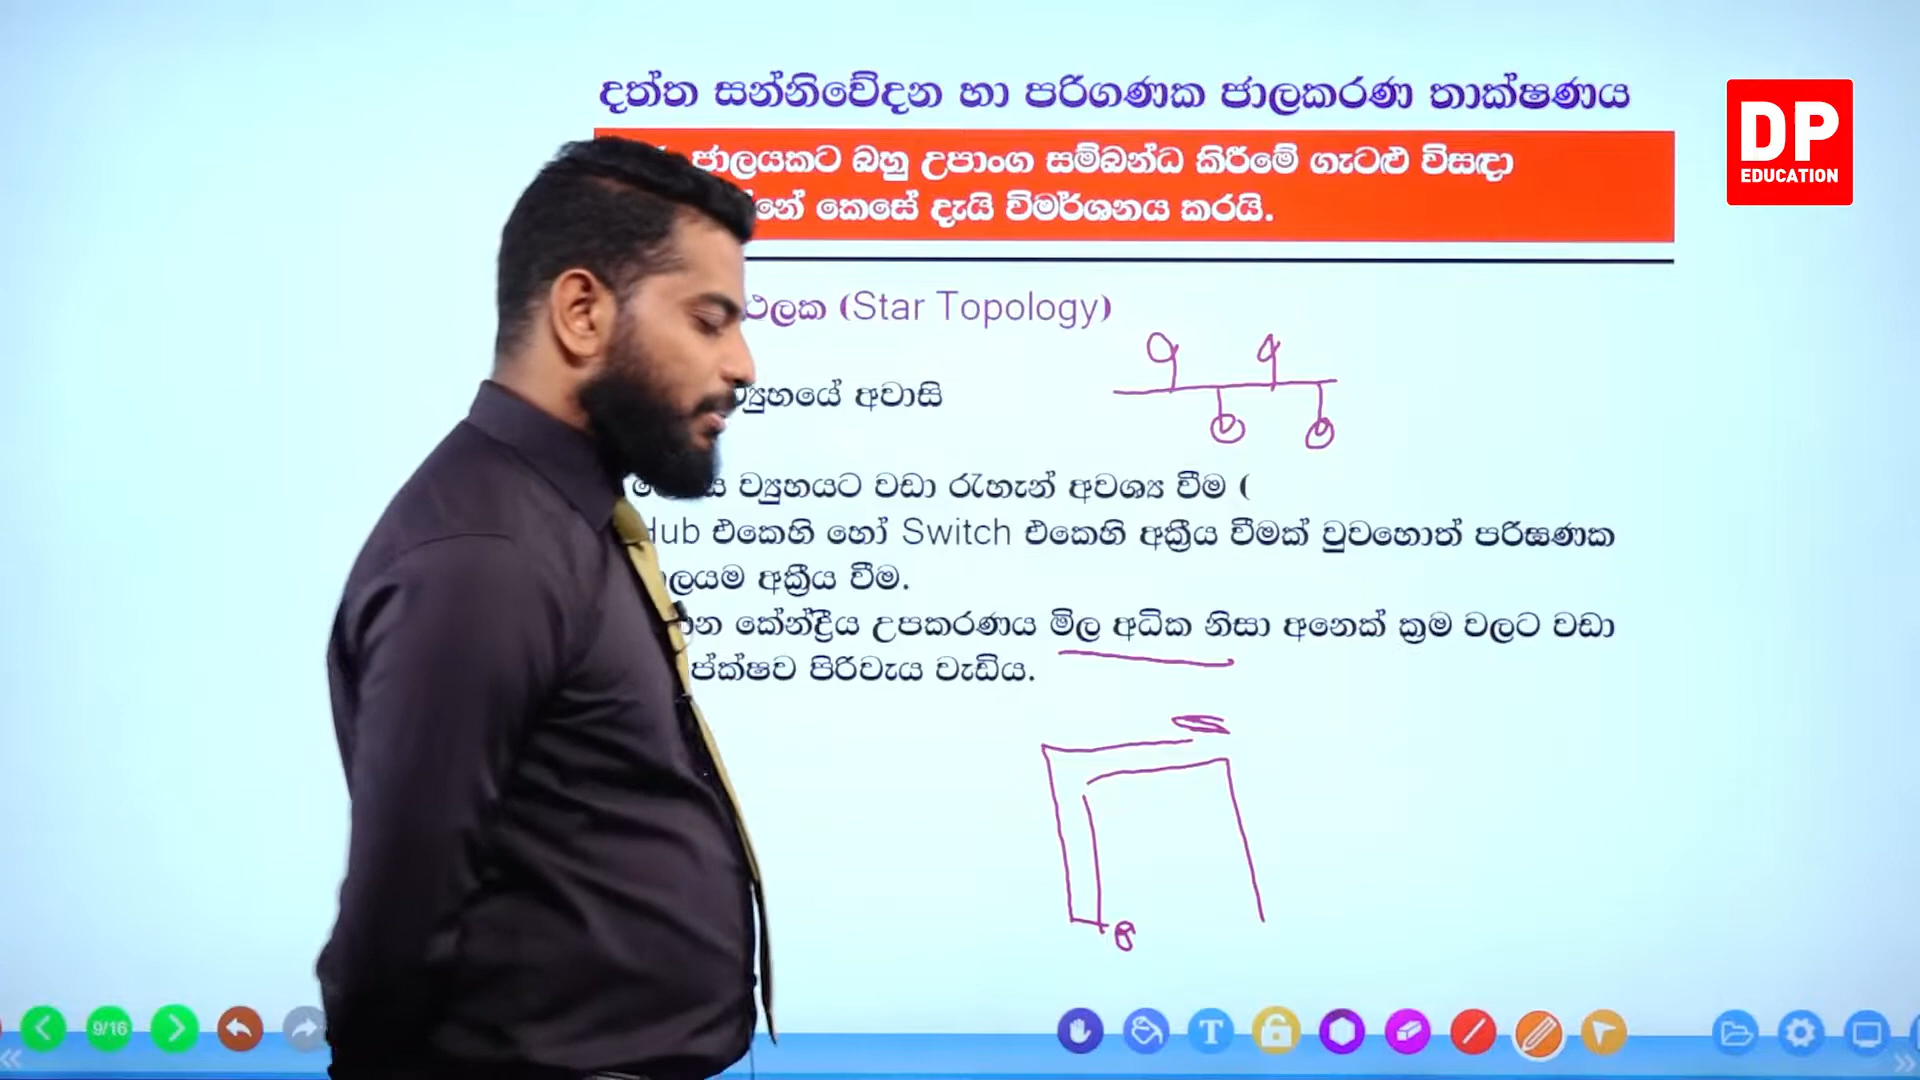 දත්ත සන්නිවේදන හා පරිගණක ජාලකරණ තාක්ෂණය
DP
EDUCATION
ජාලයකට බහු උපාංග සම්බන්ධ කිරීමේ ගැටළු විසඳා
කෙසේ දැයි විමර්ශනය කරයි.
(Star Topology)
අවාසි
ව්‍යුහයට වඩා රැහැන් අවශ්‍ය වීම (
එකෙහි හෝ Switch එකෙහි අක්‍රීය වීමක් වුවහොත් පරිඝණක
අක්‍රීය වීම.
කේන්ද්‍රීය උපකරණය මිල අධික නිසා අනෙක් ක්‍රම වලට වඩා
පිරිවැය වැඩිය.
9/16